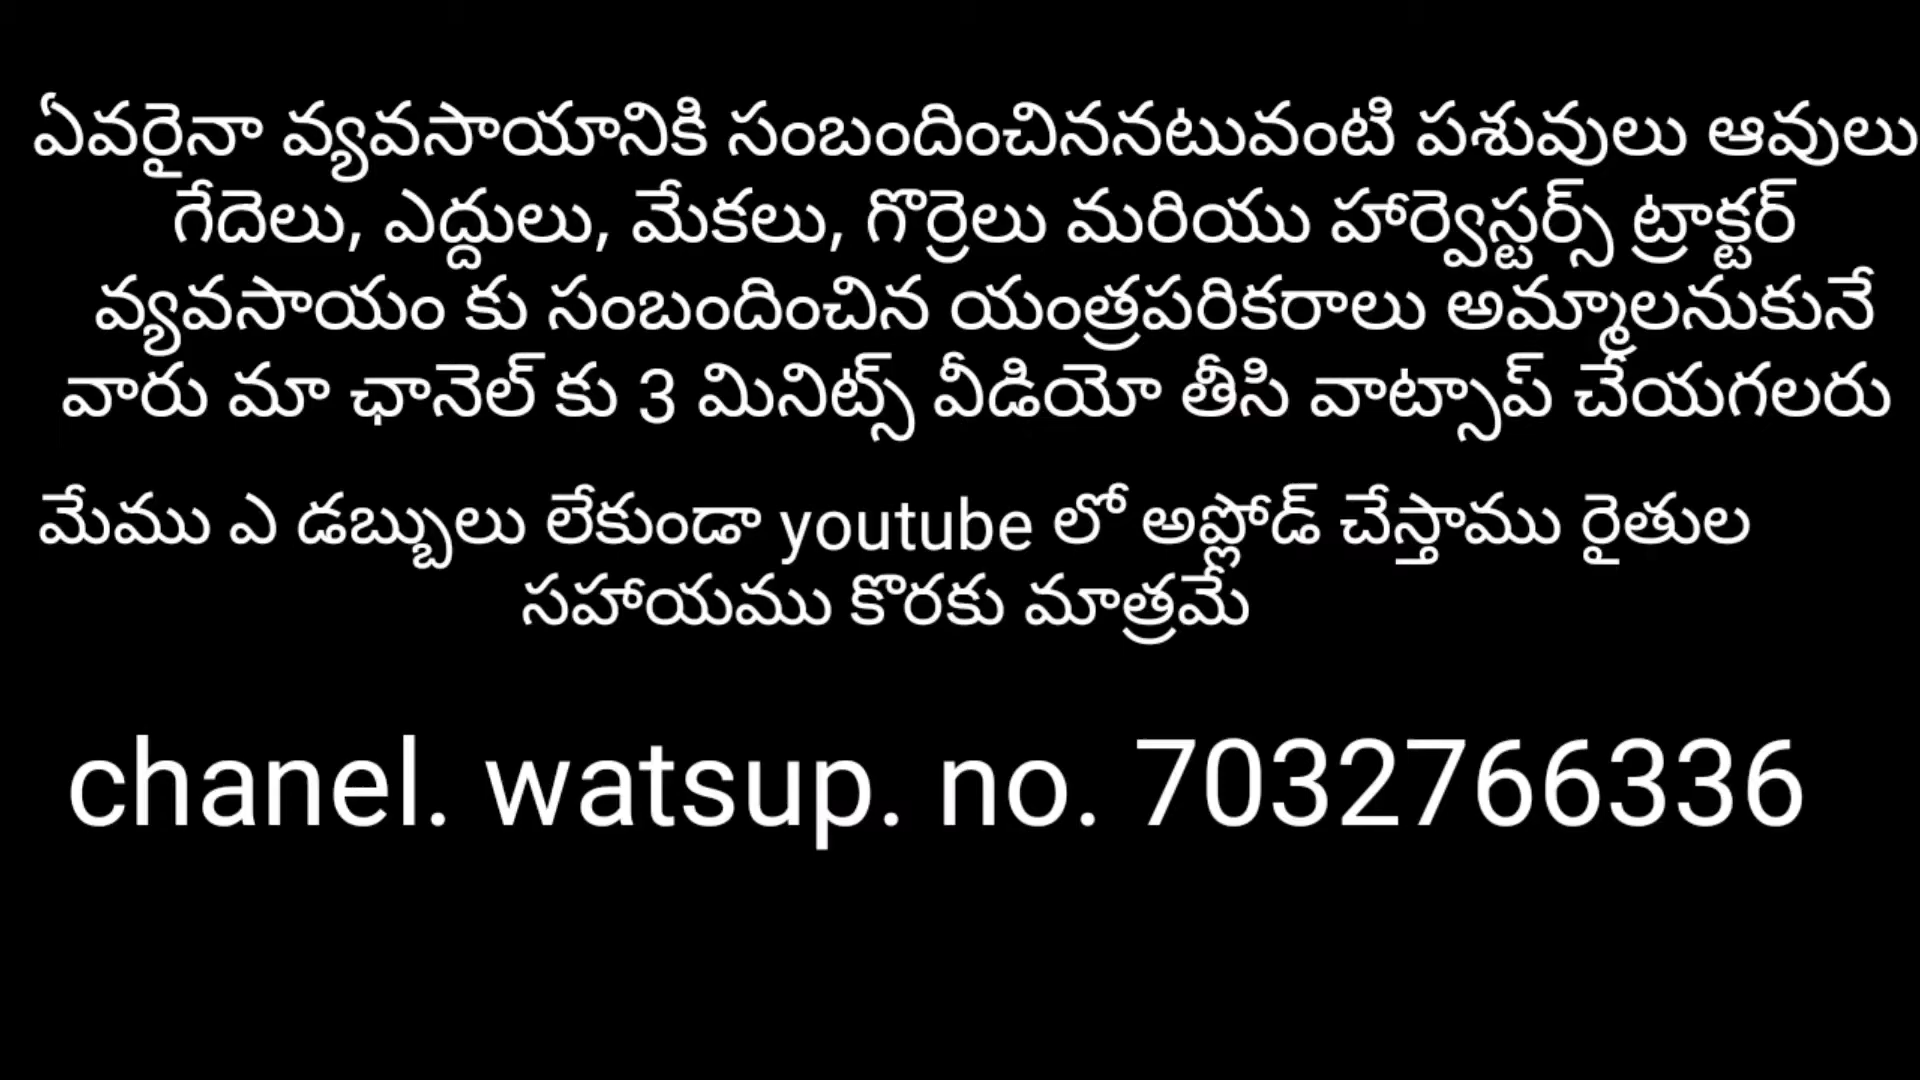 ఏవరైనా వ్యవసాయానికి సంబందించిననటువంటి పశువులు ఆవులు
గేదెలు, ఎద్దులు, మేకలు, గొర్రెలు మరియు హార్వెస్టర్స్ ట్రాక్టర్
వ్యవసాయం కు సంబందించిన యంత్రపరికరాలు అమ్మాలనుకునే
వారు మా ఛానెల్ కు 3 మినిట్స్ వీడియో తీసి వాట్సాప్ చేయగలరు
మేము ఎ డబ్బులు లేకుండా youtube లో అప్లోడ్ చేస్తాము రైతుల
సహాయము కొరకు మాత్రమే
chanel. watsup. no. 7032766336